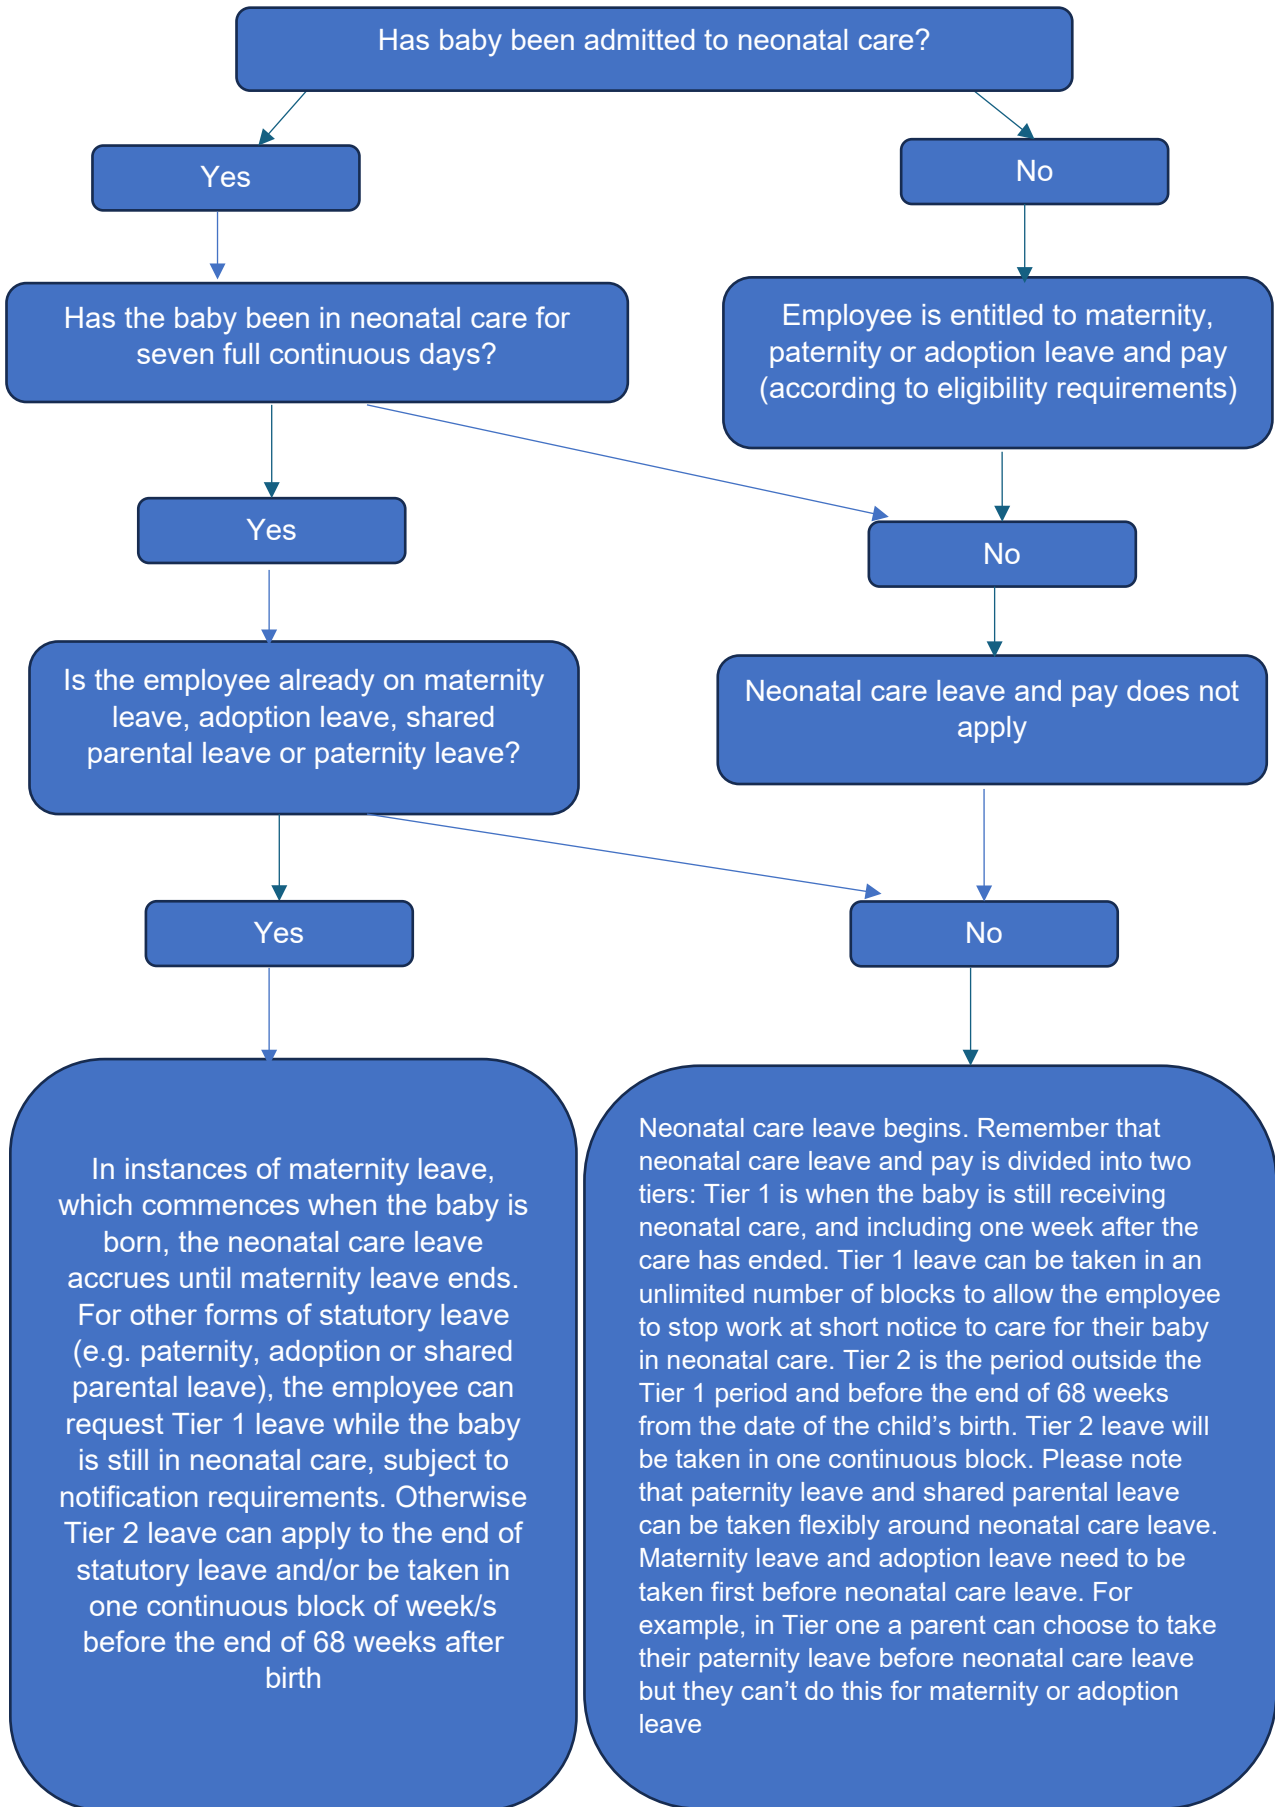 Has baby been admitted to neonatal care?
Yes
No
Has the baby been in neonatal care for
seven full continuous days?
Employee is entitled to maternity,
paternity or adoption leave and pay
(according to eligibility requirements)
Yes
No
Is the employee already on maternity
leave, adoption leave, shared
parental leave or paternity leave?
Neonatal care leave and pay does not
apply
Yes
No
In instances of maternity leave,
which commences when the baby is
born, the neonatal care leave
accrues until maternity leave ends.
For other forms of statutory leave
(e.g. paternity, adoption or shared
parental leave), the employee can
request Tier 1 leave while the baby
is still in neonatal care, subject to
notification requirements. Otherwise
Tier 2 leave can apply to the end of
statutory leave and/or be taken in
one continuous block of week/s
before the end of 68 weeks after
birth
Neonatal care leave begins. Remember that
neonatal care leave and pay is divided into two
tiers: Tier 1 is when the baby is still receiving
neonatal care, and including one week after the
care has ended. Tier 1 leave can be taken in an
unlimited number of blocks to allow the employee
to stop work at short notice to care for their baby
in neonatal care. Tier 2 is the period outside the
Tier 1 period and before the end of 68 weeks
from the date of the child’s birth. Tier 2 leave will
be taken in one continuous block. Please note
that paternity leave and shared parental leave
can be taken flexibly around neonatal care leave.
Maternity leave and adoption leave need to be
taken first before neonatal care leave. For
example, in Tier one a parent can choose to take
their paternity leave before neonatal care leave
but they can’t do this for maternity or adoption
leave